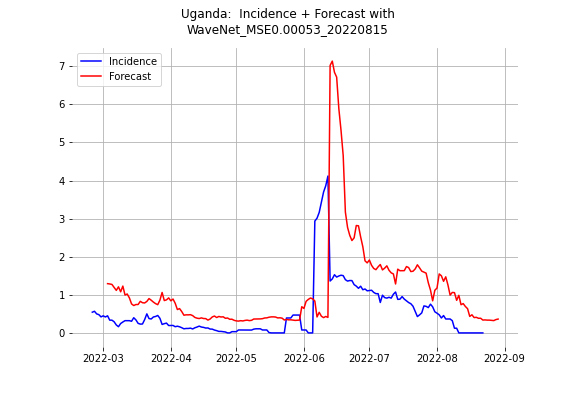 Uganda:  Incidence + Forecast with
WaveNet_MSE0.00053_20220815
Incidence
Forecast
7
6
5
4
3
2
1
0
2022-03 2022-04 2022-05 2022-06 2022-07 2022-08 2022-09